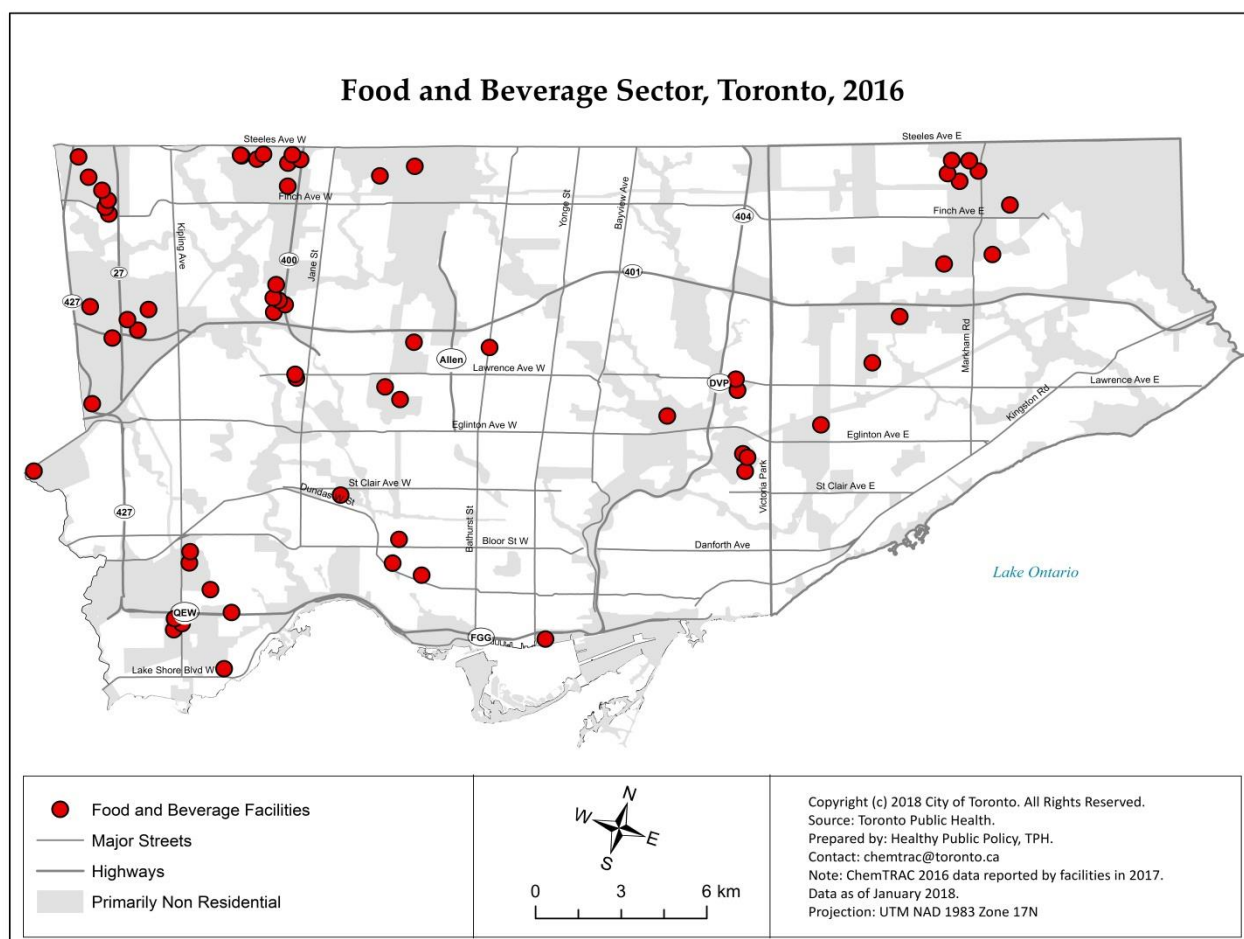 Food and Beverage Sector, Toronto, 2016
Steeles Ave W
Steeles Ave E
Finch Ave W
Finch Ave E
Kipling Ave
Jane St
Yonge St
Bayview Ave
404
27
400
401
427
Allen
Lawrence Ave W
DVP
Markham Rd
Lawrence Ave E
Kingston Rd
Eglinton Ave W
Eglinton Ave E
St Clair Ave W
Dundas W St
St Clair Ave E
Victoria Park
427
Bathurst St
Bloor St W
Danforth Ave
Lake Ontario
QEW
FGG
Lake Shore Blvd W
Food and Beverage Facilities
Major Streets
Highways
Primarily Non Residential
N
W
E
S
0 3 6 km
Copyright (c) 2018 City of Toronto. All Rights Reserved.
Source: Toronto Public Health.
Prepared by: Healthy Public Policy, TPH.
Contact: chemtrac@toronto.ca
Note: ChemTRAC 2016 data reported by facilities in 2017.
Data as of January 2018.
Projection: UTM NAD 1983 Zone 17N